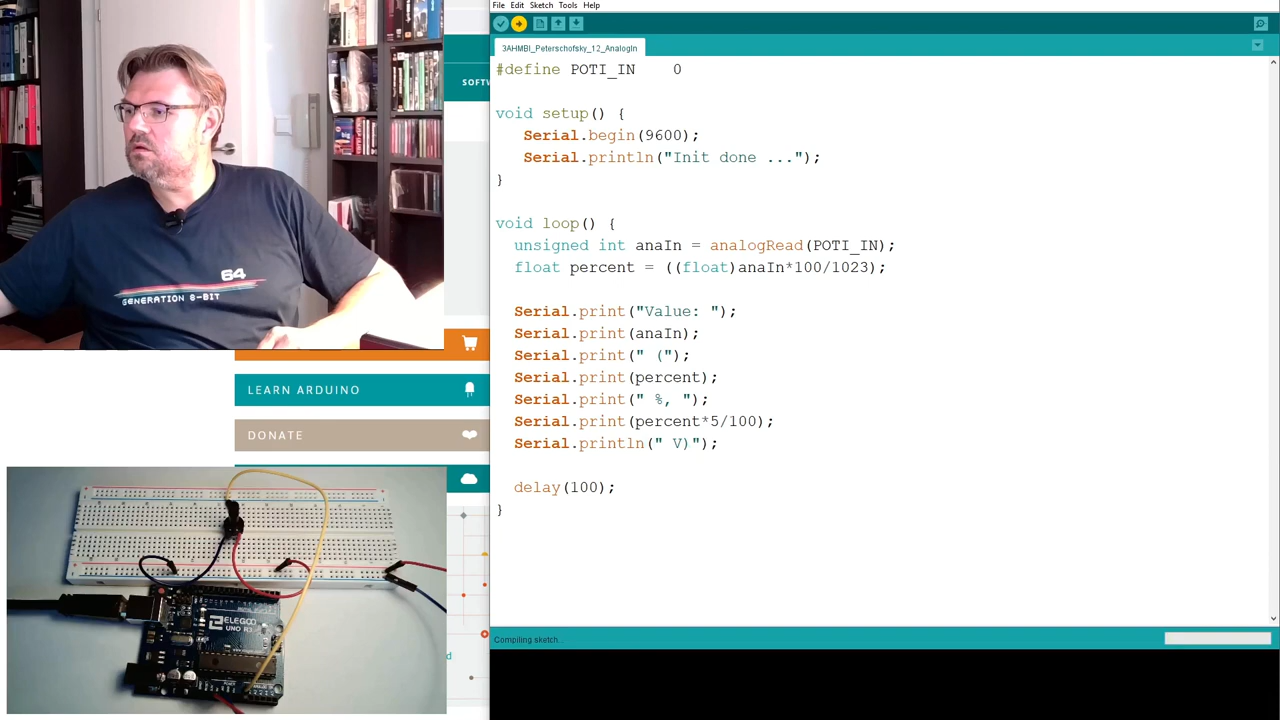 File Edit Sketch Tools Help
3AHMBI_Peterschofsky_12_AnalogIn
#define POTI_IN    0
void setup() {
   Serial.begin(9600);
   Serial.println("Init done ...");
}
void loop() {
  unsigned int anaIn = analogRead(POTI_IN);
  float percent = ((float)anaIn*100/1023);
  Serial.print("Value: ");
  Serial.print(anaIn);
  Serial.print(" (");
  Serial.print(percent);
  Serial.print(" %, ");
  Serial.print(percent*5/100);
  Serial.println(" V)");
  delay(100);
}
Compiling sketch...
SOFTW
64
GENERATION 8-BIT
LEARN ARDUINO
DONATE
d
ELEGOO
UNO R3